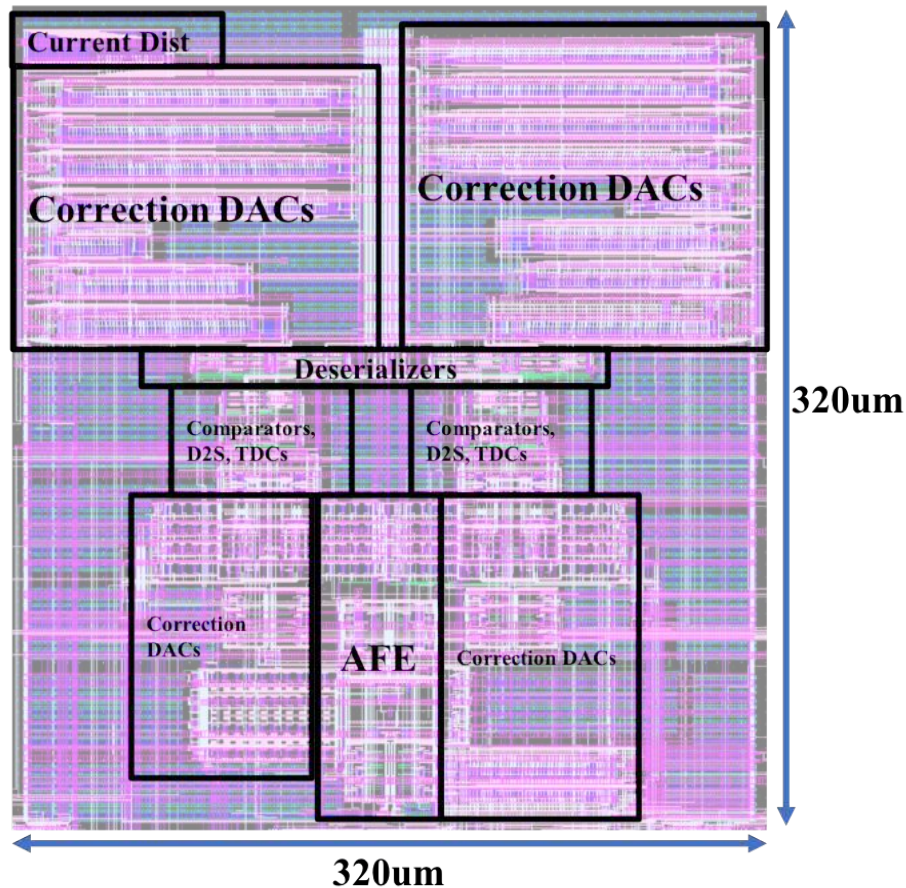 Current Dist
Correction DACs
Correction DACs
Deserializers
320um
Comparators,
D2S, TDCs
Comparators,
D2S, TDCs
Correction
DACs
AFE
Correction DACs
320um